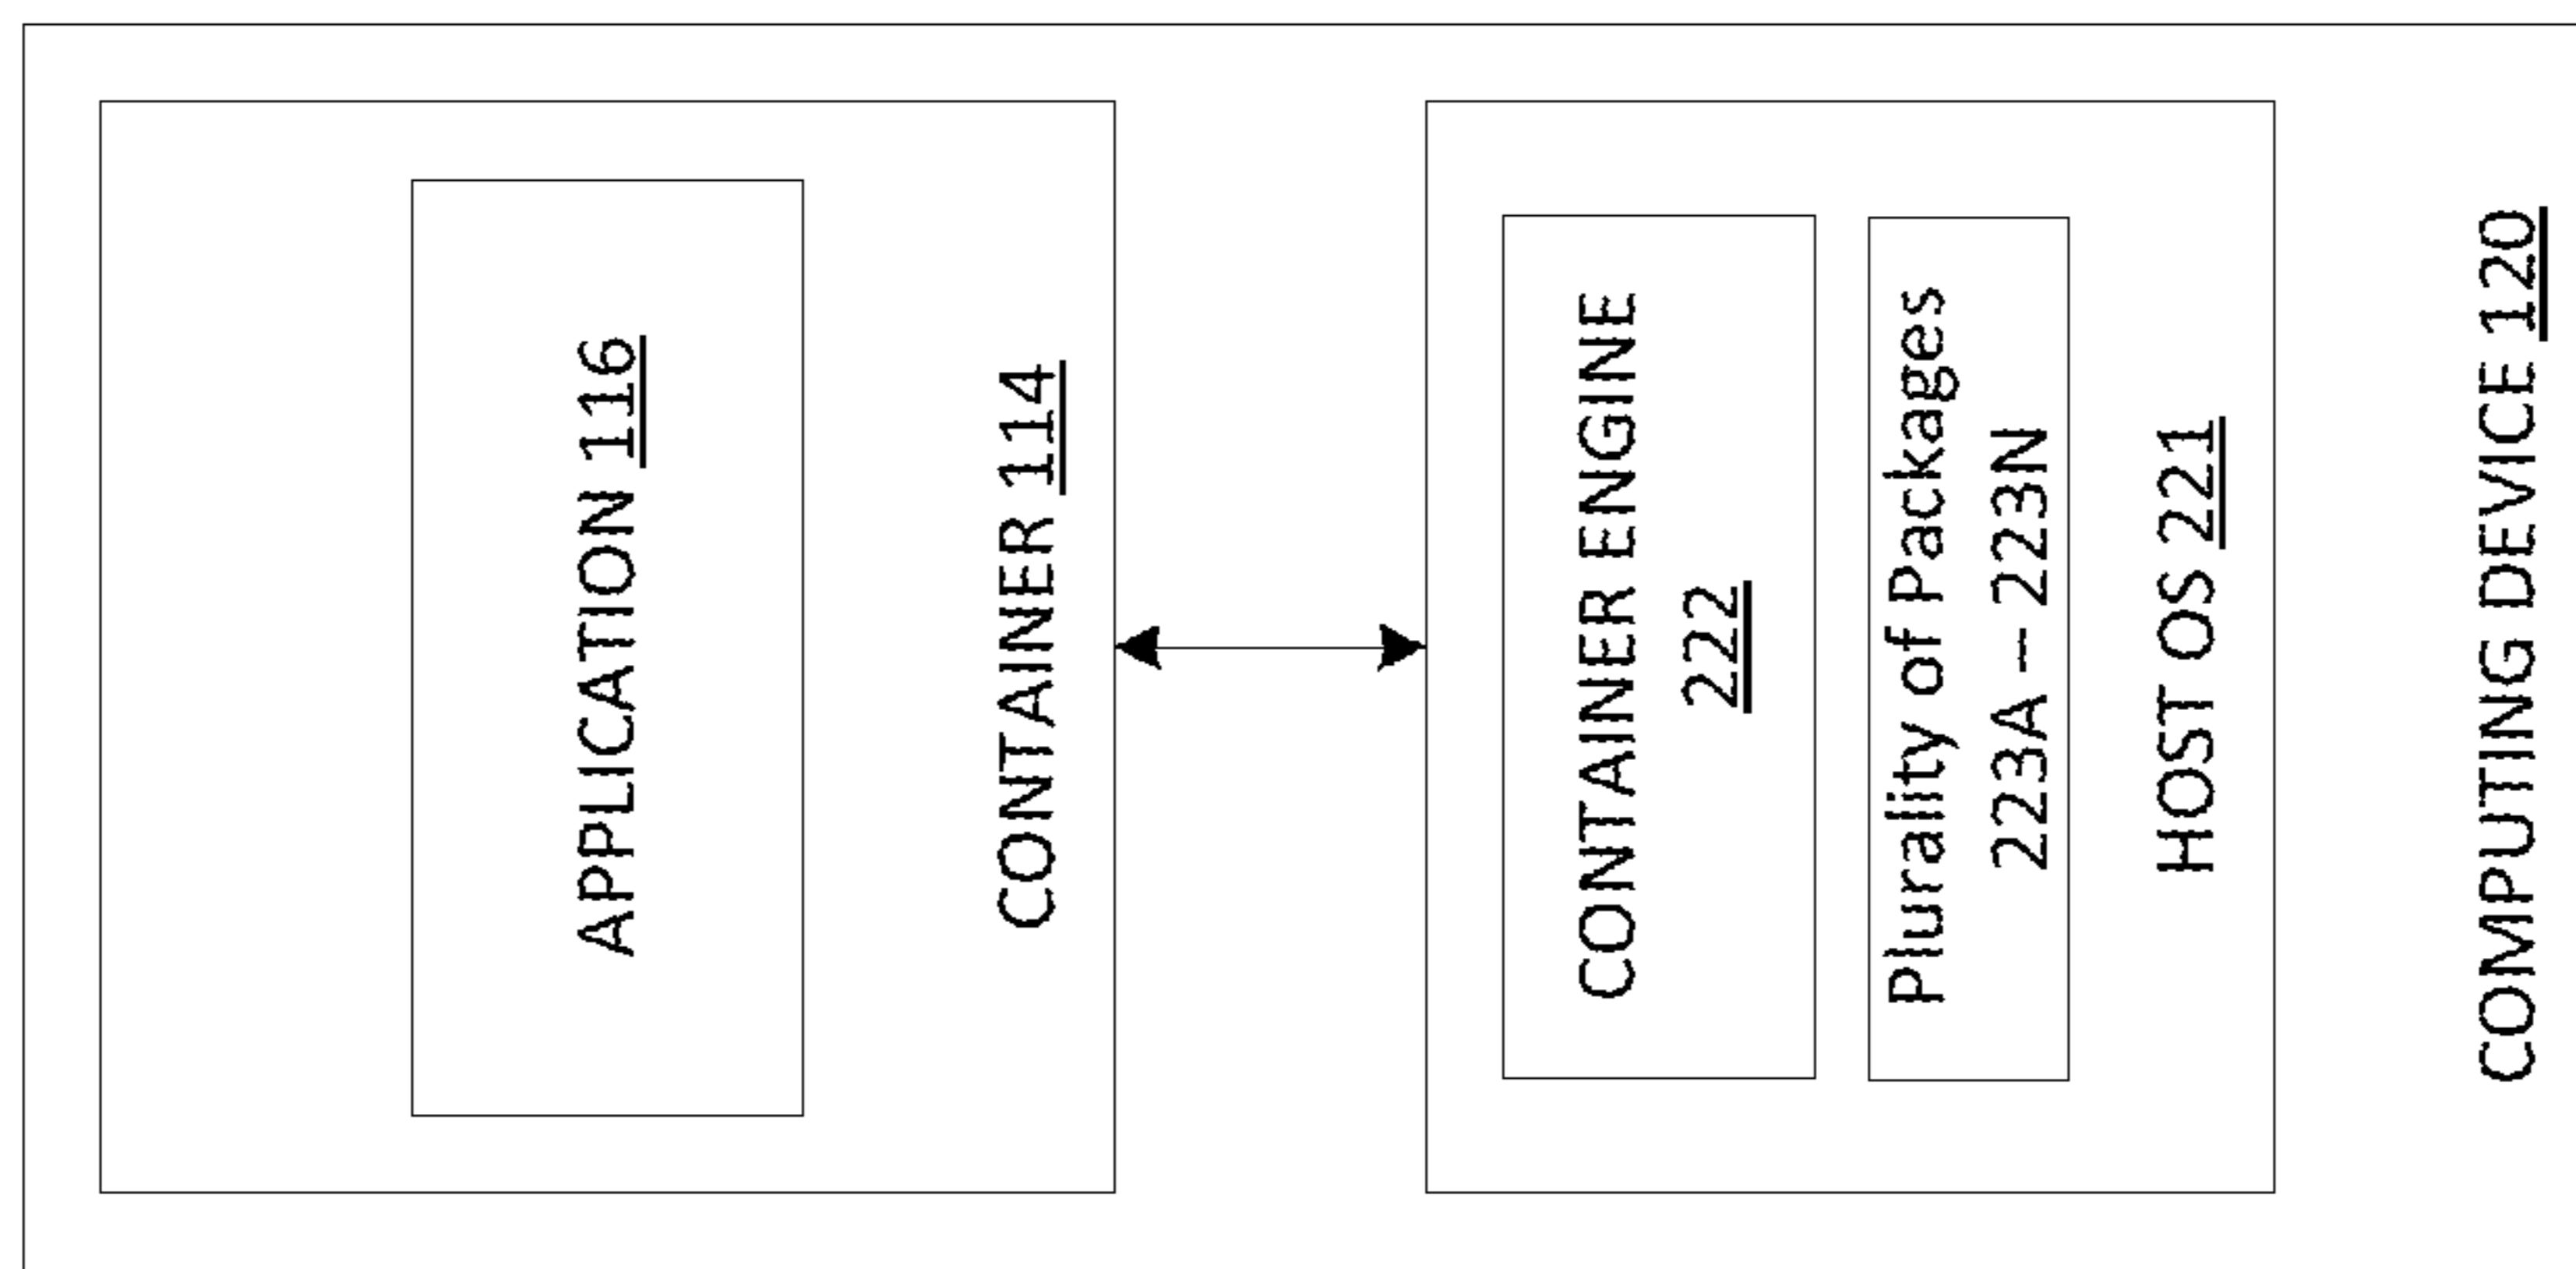 APPLICATION 116
CONTAINER 114
CONTAINER ENGINE
222
Plurality of Packages
223A – 223N
HOST OS 221
COMPUTING DEVICE 120